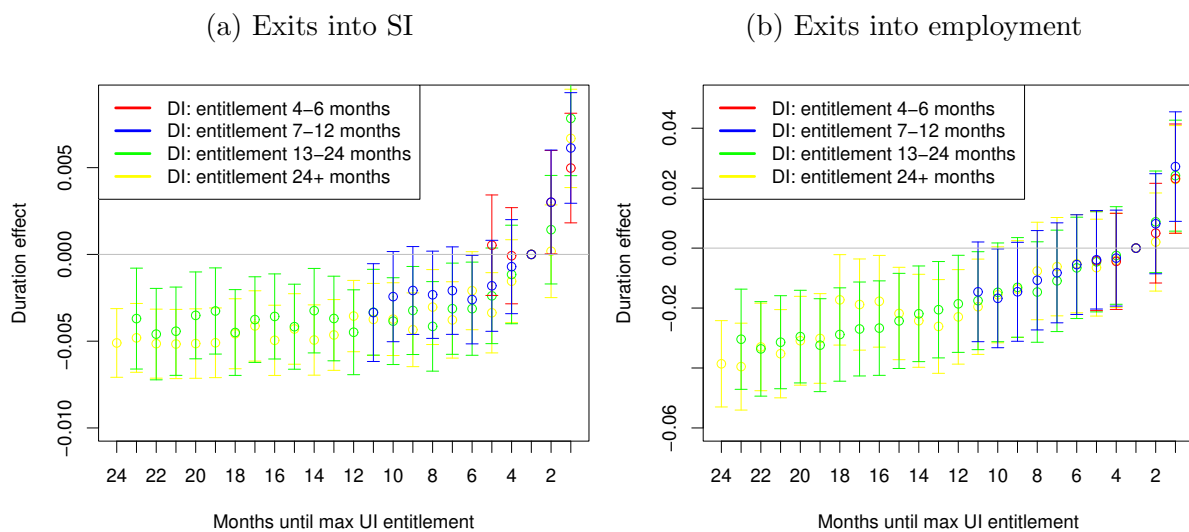 (a) Exits into SI
DI: entitlement 4−6 months
DI: entitlement 7−12 months
DI: entitlement 13−24 months
DI: entitlement 24+ months
Duration effect
0.005
0.000
−0.005
−0.010
24 22 20 18 16 14 12 10 8 6 4 2
Months until max UI entitlement
(b) Exits into employment
DI: entitlement 4−6 months
DI: entitlement 7−12 months
DI: entitlement 13−24 months
DI: entitlement 24+ months
Duration effect
0.04
0.02
0.00
−0.02
−0.06
24 22 20 18 16 14 12 10 8 6 4 2
Months until max UI entitlement